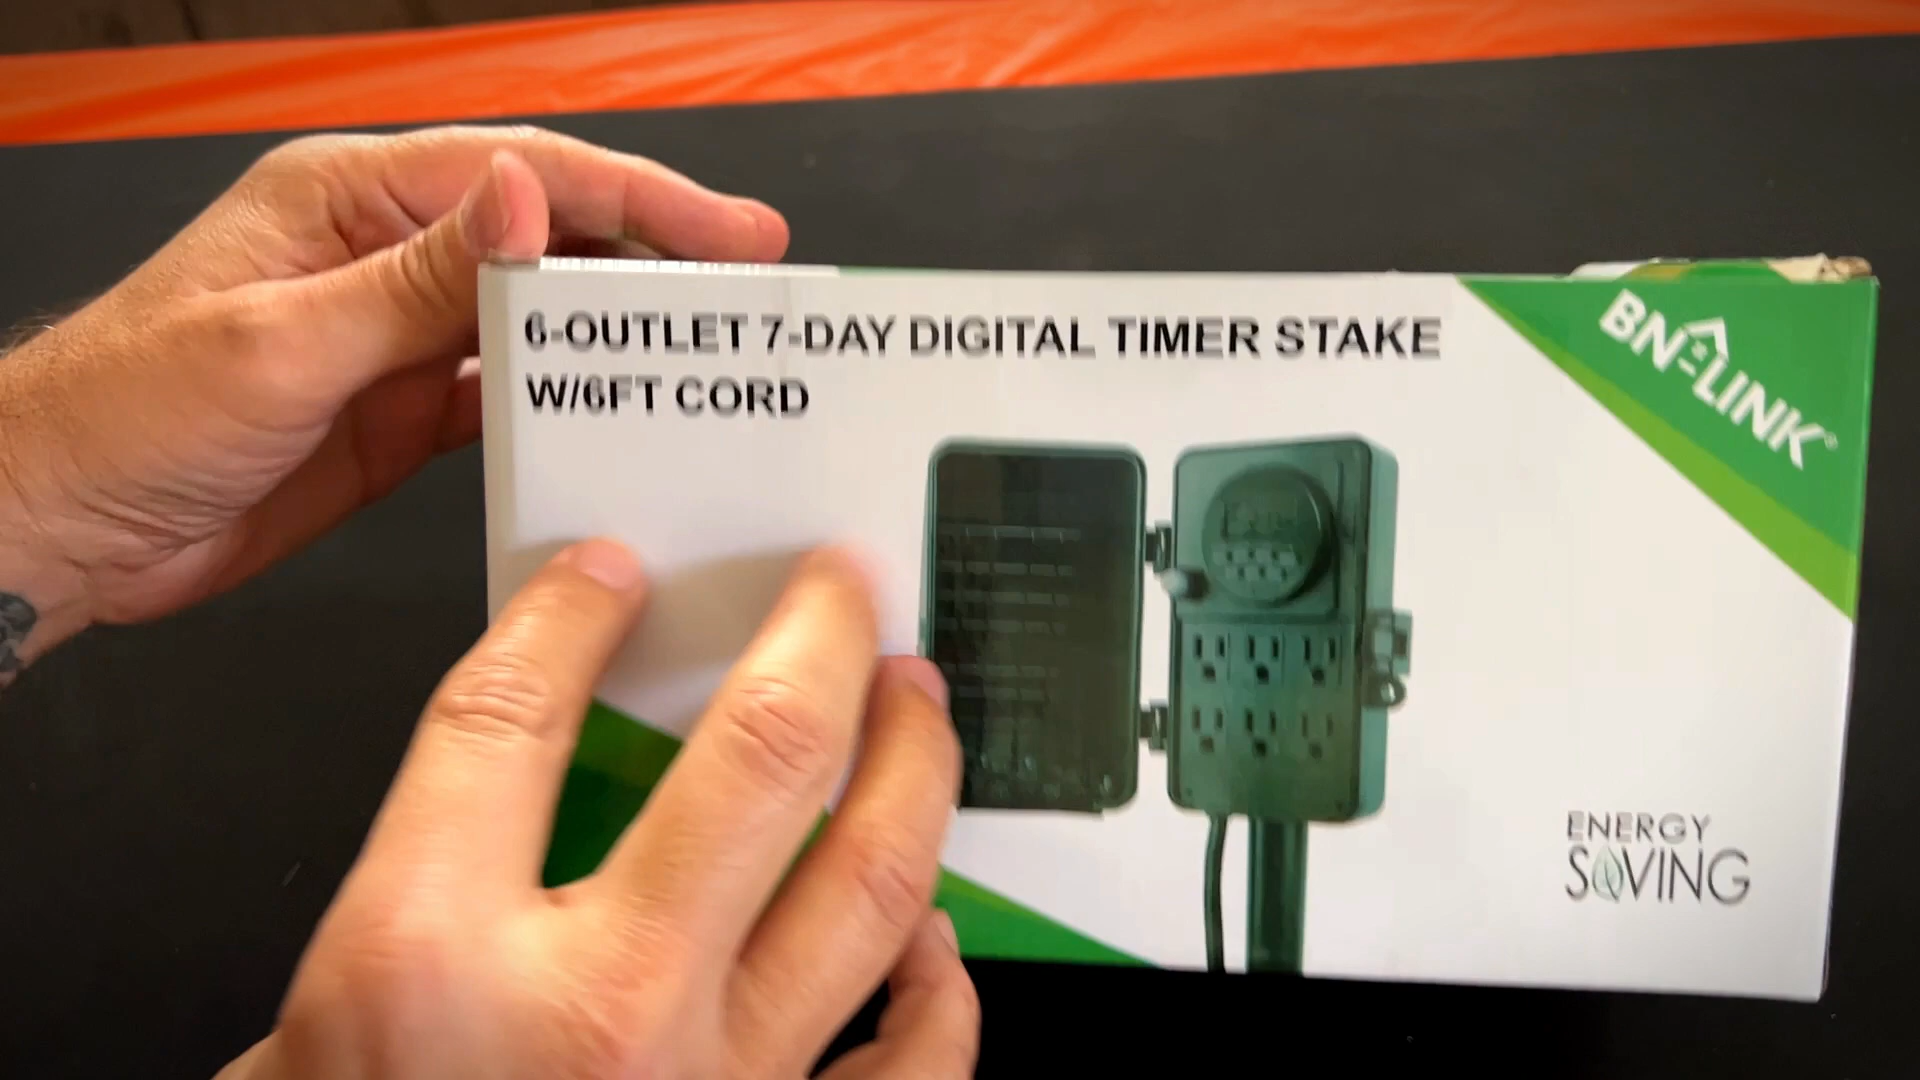 6-OUTLET 7-DAY DIGITAL TIMER STAKE
W/6FT CORD
BN-LINK®
ENERGY
SAVING